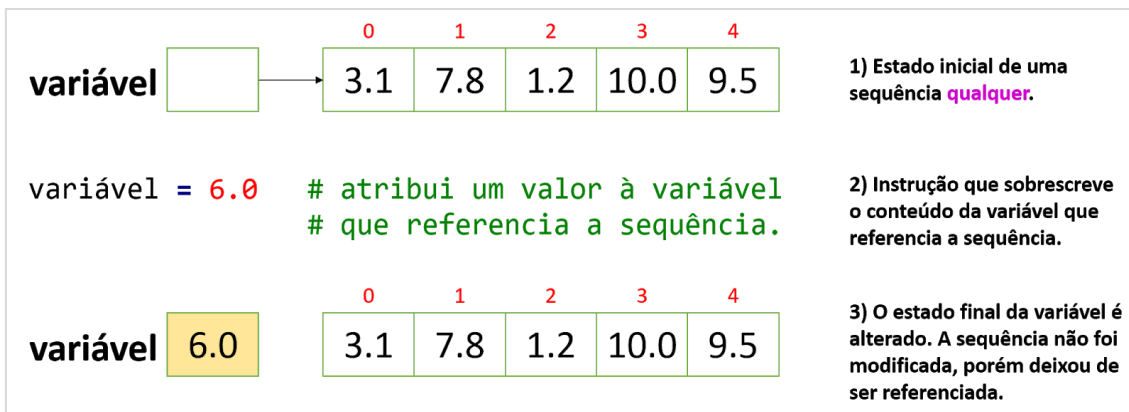 0 1 2 3 4
variável 3.1 7.8 1.2 10.0 9.5
1) Estado inicial de uma
sequência qualquer.
variável = 6.0 # atribui um valor à variável
# que referencia a sequência.
2) Instrução que sobrescreve
o conteúdo da variável que
referencia a sequência.
0 1 2 3 4
variável 6.0 3.1 7.8 1.2 10.0 9.5
3) O estado final da variável é
alterado. A sequência não foi
modificada, porém deixou de
ser referenciada.